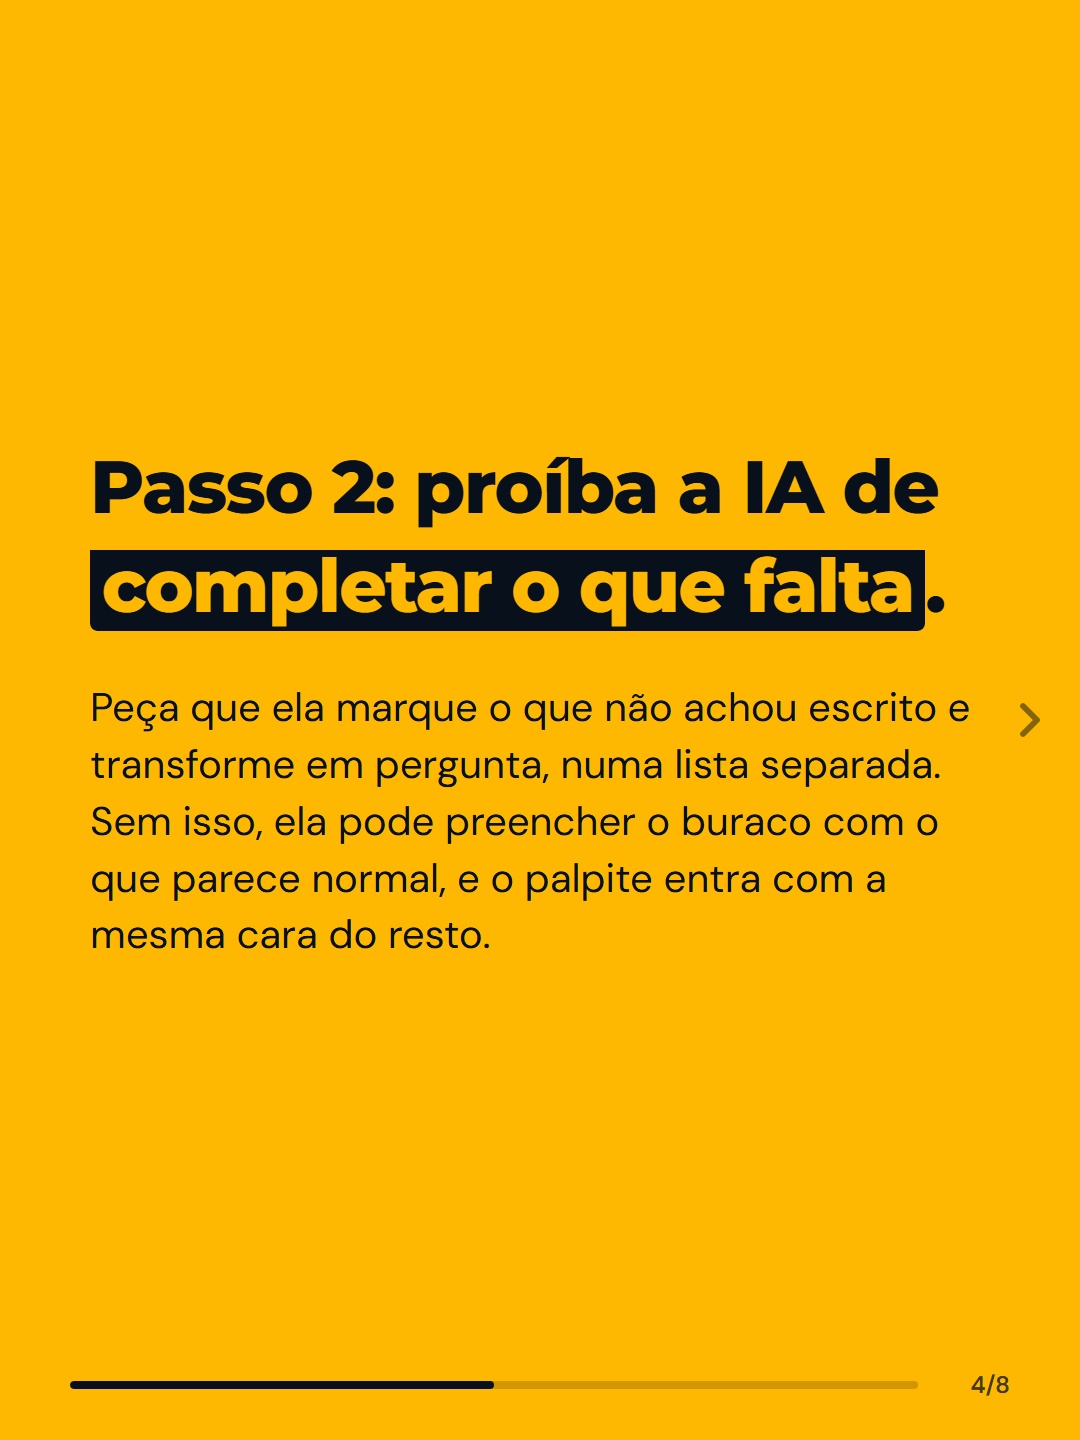 Passo 2: proíba a IA de
completar o que falta.
Peça que ela marque o que não achou escrito e
transforme em pergunta, numa lista separada.
Sem isso, ela pode preencher o buraco com o
que parece normal, e o palpite entra com a
mesma cara do resto.
4/8